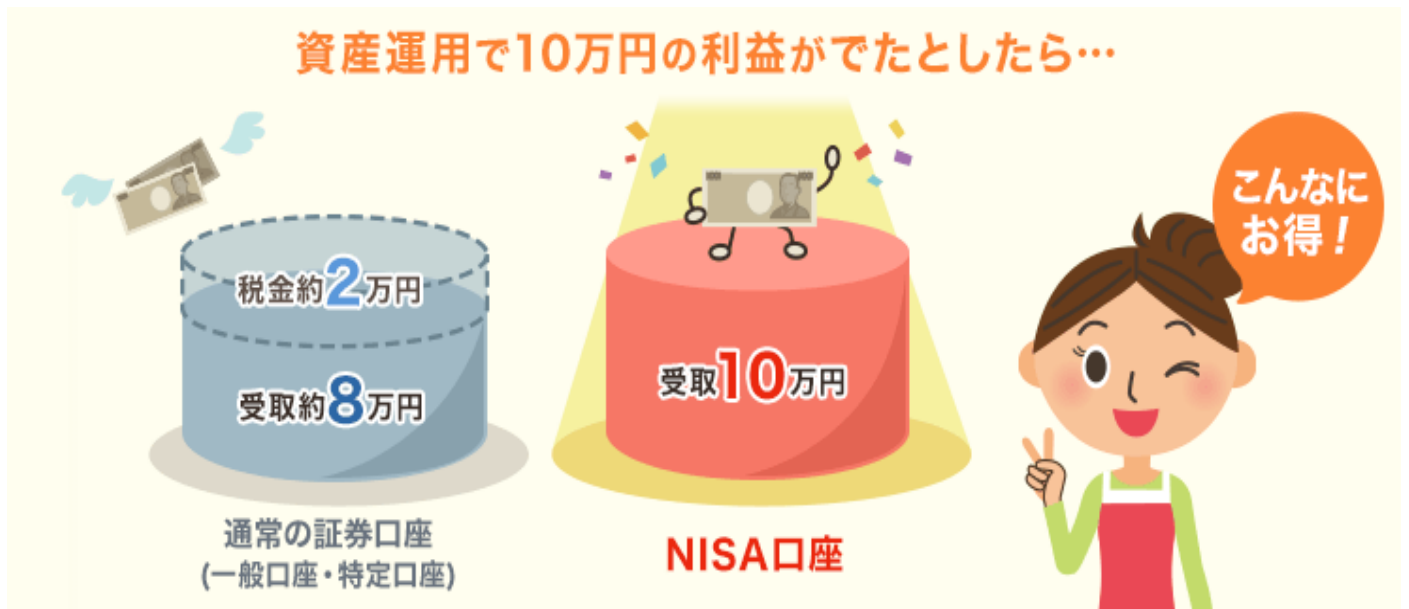 資産運用で10万円の利益がでたとしたら…
こんなに
お得！
税金約2万円
受取約8万円
受取10万円
通常の証券口座
(一般口座・特定口座)
NISA口座